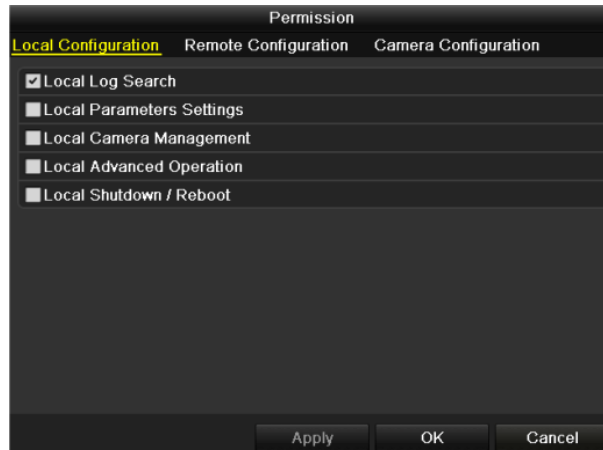 Permission
Local Configuration Remote Configuration Camera Configuration
Local Log Search
Local Parameters Settings
Local Camera Management
Local Advanced Operation
Local Shutdown / Reboot
Apply OK Cancel